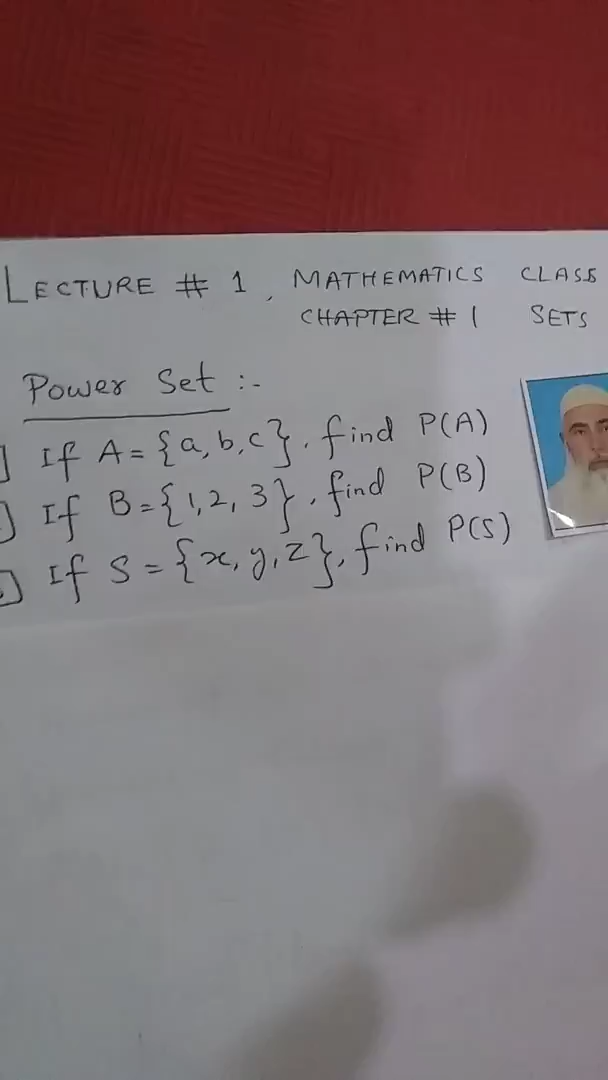 LECTURE # 1, MATHEMATICS CLASS
CHAPTER # 1 SETS
Power Set :-
] If A = {a, b, c}, find P(A)
] If B = {1, 2, 3}, find P(B)
] If S = {x, y, z}, find P(S)